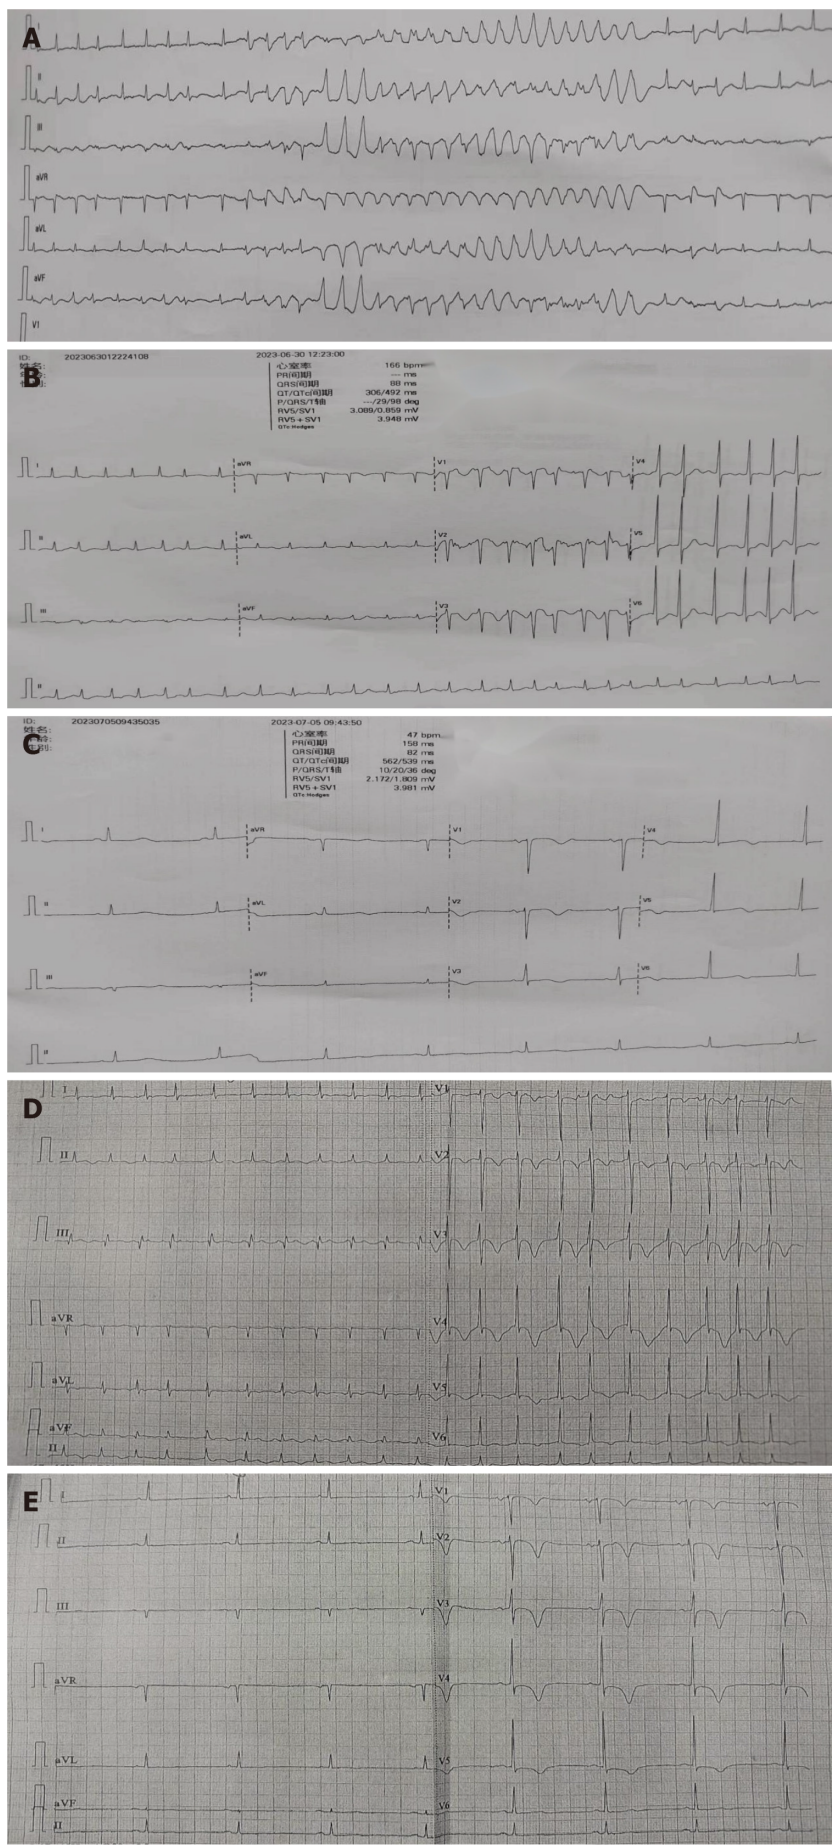 A
I
II
III
aVR
aVL
aVF
V1
B
ID: 2023063012224108 2023-06-30 12:23:00
姓名:
心室率 166 bpm
PR间期 --- ms
QRS间期 88 ms
QT/QTc间期 306/492 ms
P/QRS/T轴 ---/29/98 deg
RV5/SV1 3.089/0.859 mV
RV5+SV1 3.948 mV
QTc-Hodges
I aVR V1 V4
II aVL V2 V5
III aVF V3 V6
II
C
ID: 2023070509435035 2023-07-05 09:43:50
姓名:
心室率 47 bpm
PR间期 158 ms
QRS间期 82 ms
QT/QTc间期 562/539 ms
P/QRS/T轴 10/20/36 deg
RV5/SV1 2.172/1.809 mV
RV5+SV1 3.981 mV
QTc-Hodges
I aVR V1 V4
II aVL V2 V5
III aVF V3 V6
II
D
I V1
II V2
III V3
aVR V4
aVL V5
aVF V6
II
E
I V1
II V2
III V3
aVR V4
aVL V5
aVF V6
II